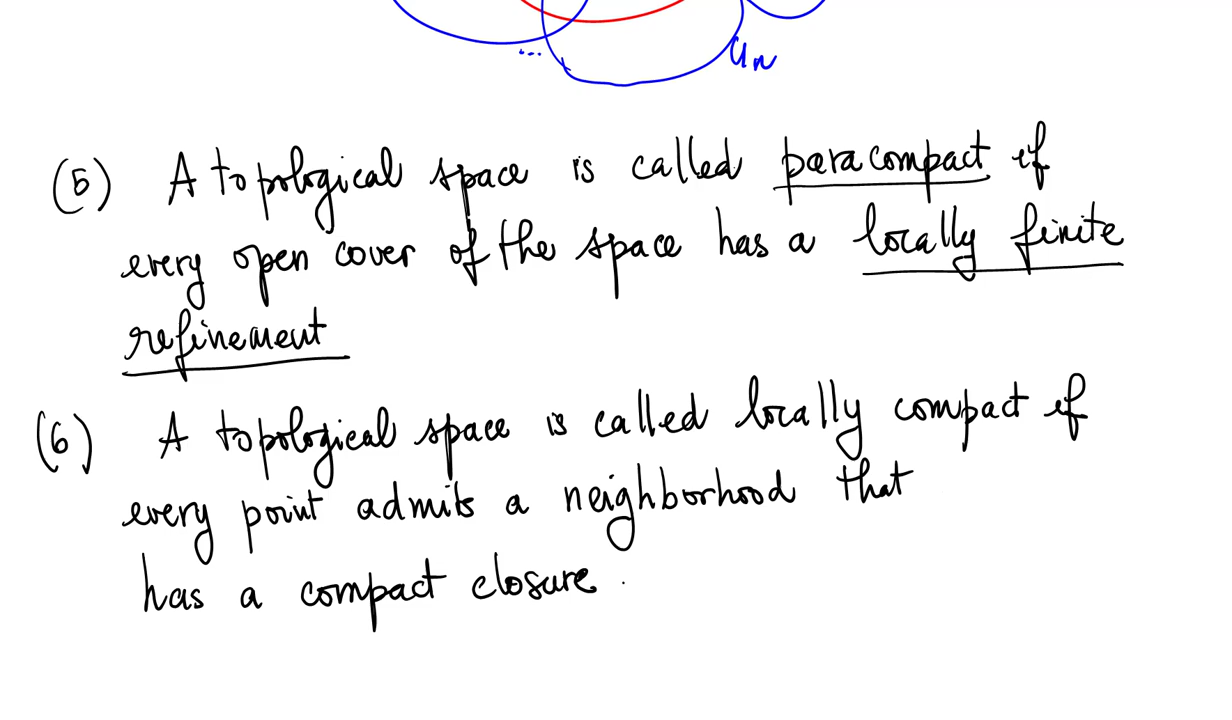 ...
Un
(5) A topological space is called paracompact if
every open cover of the space has a locally finite
refinement
(6) A topological space is called locally compact if
every point admits a neighborhood that
has a compact closure.